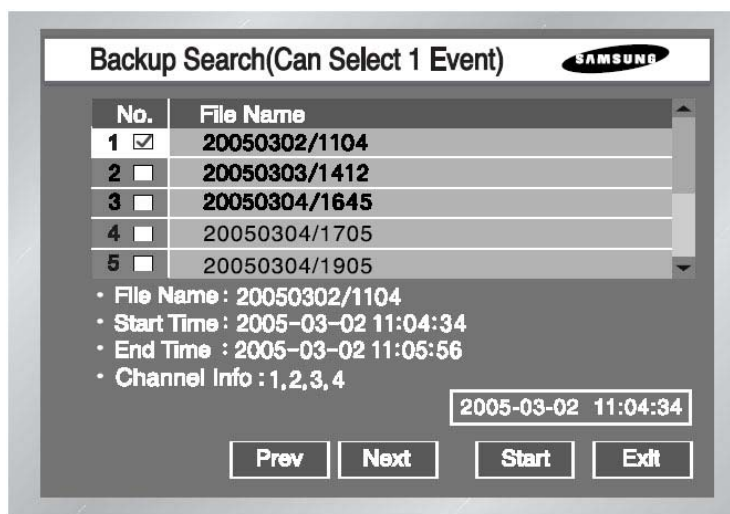 Backup Search(Can Select 1 Event) SAMSUNG
No. File Name
1 20050302/1104
2 20050303/1412
3 20050304/1645
4 20050304/1705
5 20050304/1905
• File Name : 20050302/1104
• Start Time : 2005-03-02 11:04:34
• End Time : 2005-03-02 11:05:56
• Channel Info : 1,2,3,4
2005-03-02 11:04:34
Prev Next Start Exit